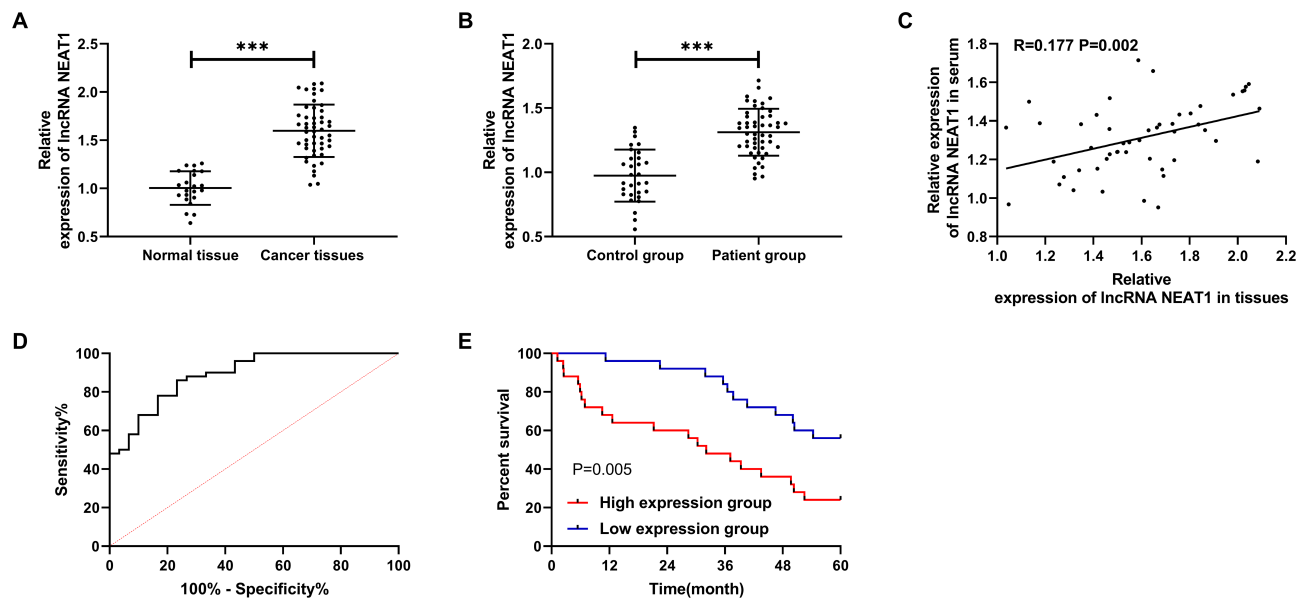 A
Relative
expression of lncRNA NEAT1
2.5
2.0
1.5
1.0
0.5
***
Normal tissue
Cancer tissues
B
Relative
expression of lncRNA NEAT1
2.0
1.5
1.0
0.5
***
Control group
Patient group
C
Relative expression
of lncRNA NEAT1 in serum
1.8
1.6
1.4
1.2
1.0
0.8
R=0.177 P=0.002
1.0
1.2
1.4
1.6
1.8
2.0
2.2
Relative
expression of lncRNA NEAT1 in tissues
D
Sensitivity%
100
80
60
40
20
0
0
20
40
60
80
100
100% - Specificity%
E
Percent survival
100
80
60
40
20
0
P=0.005
High expression group
Low expression group
0
12
24
36
48
60
Time(month)